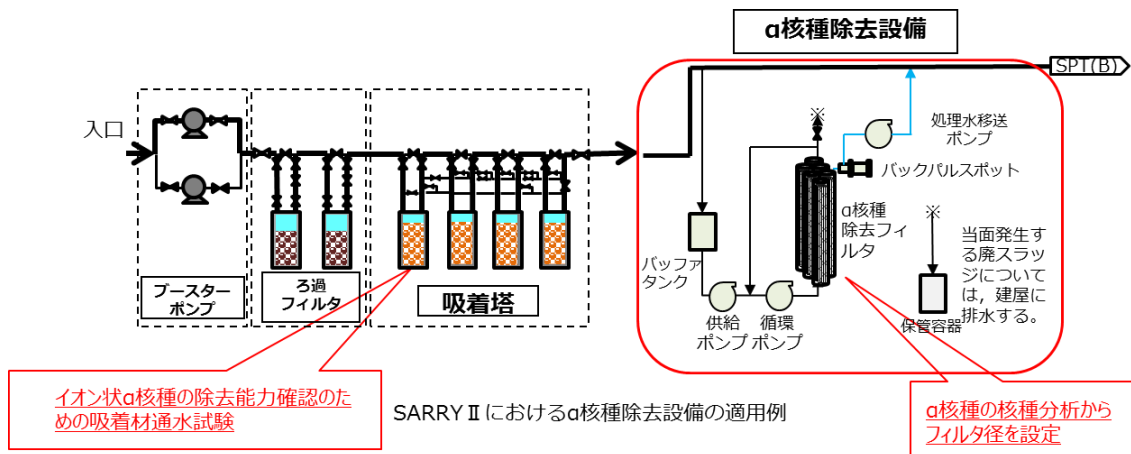 α核種除去設備
SPT(B)
入口
処理水移送
ポンプ
※
バックパルスポット
α核種
除去フィ
ルタ
※
当面発生す
る廃スラッ
ジについて
は，建屋に
排水する。
バッファ
タンク
保管容器
供給
ポンプ
循環
ポンプ
ブースター
ポンプ
ろ過
フィルタ
吸着塔
イオン状α核種の除去能力確認のた
めの吸着材通水試験
SARRYⅡにおけるα核種除去設備の適用例
α核種の核種分析から
フィルタ径を設定